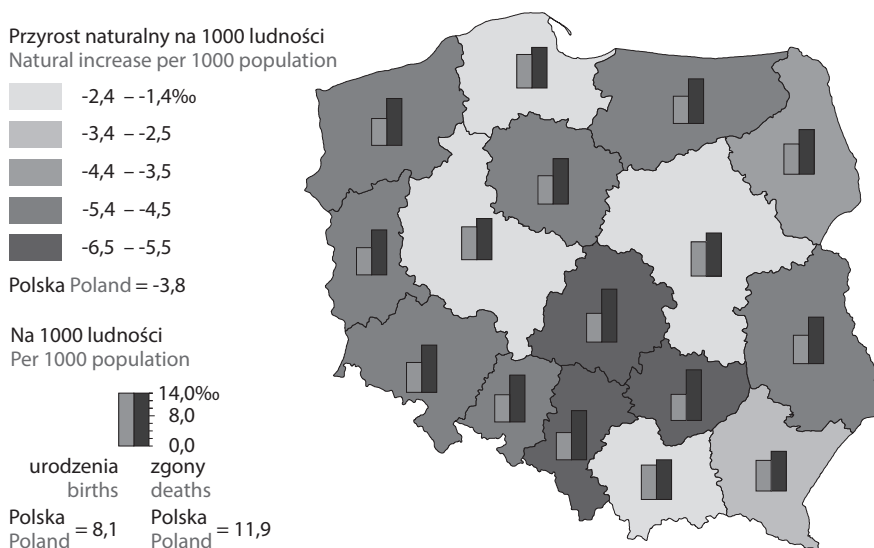 Przyrost naturalny na 1000 ludności
Natural increase per 1000 population
-2,4 – -1,4‰
-3,4 – -2,5
-4,4 – -3,5
-5,4 – -4,5
-6,5 – -5,5
Polska Poland = -3,8
Na 1000 ludności
Per 1000 population
14,0‰
8,0
0,0
urodzenia zgony
births deaths
Polska Poland = 8,1 Polska Poland = 11,9